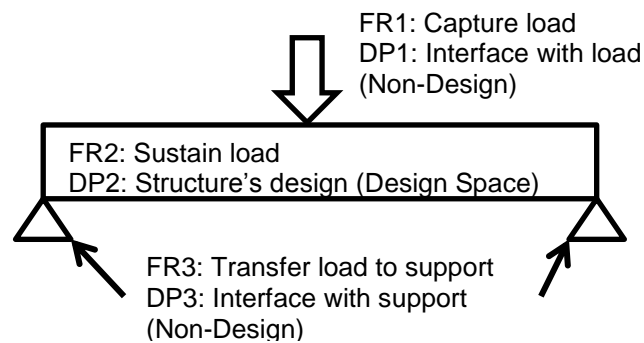 FR1: Capture load
DP1: Interface with load
(Non-Design)
FR2: Sustain load
DP2: Structure's design (Design Space)
FR3: Transfer load to support
DP3: Interface with support
(Non-Design)